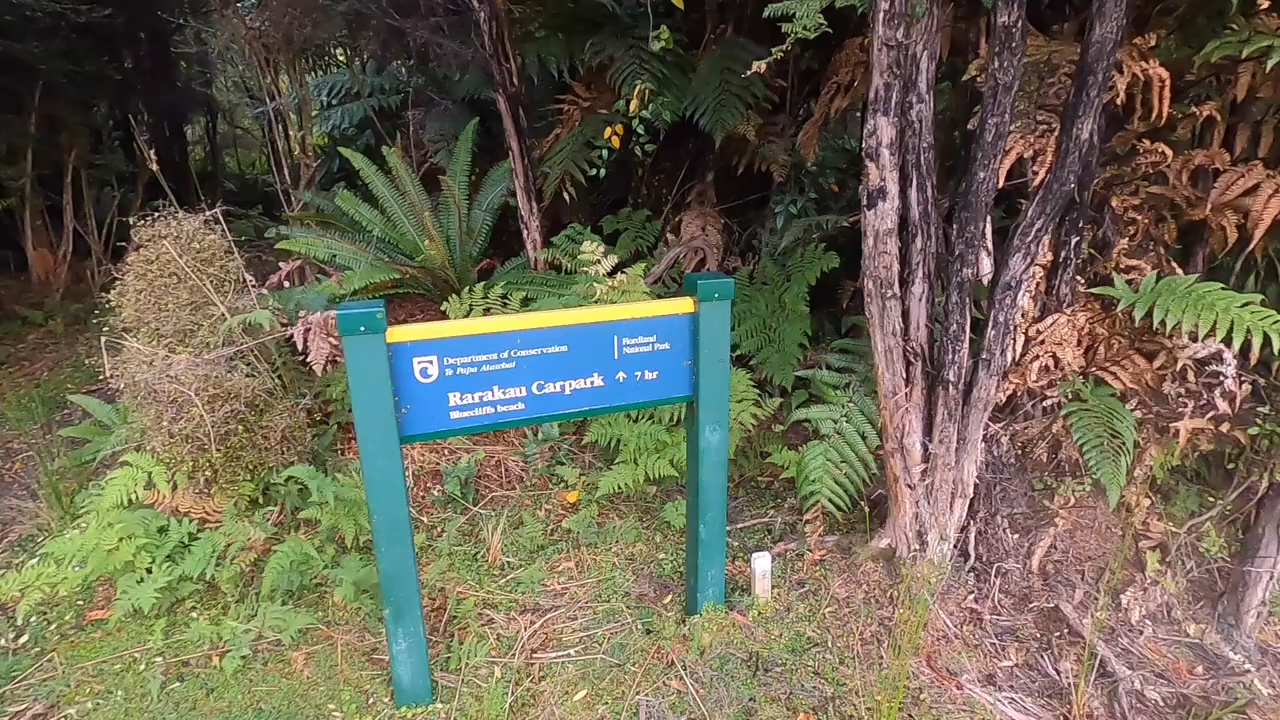 Department of Conservation
Te Papa Atawhai
Fiordland
National Park
Rarakau Carpark ↑ 7 hr
Bluecliffs beach